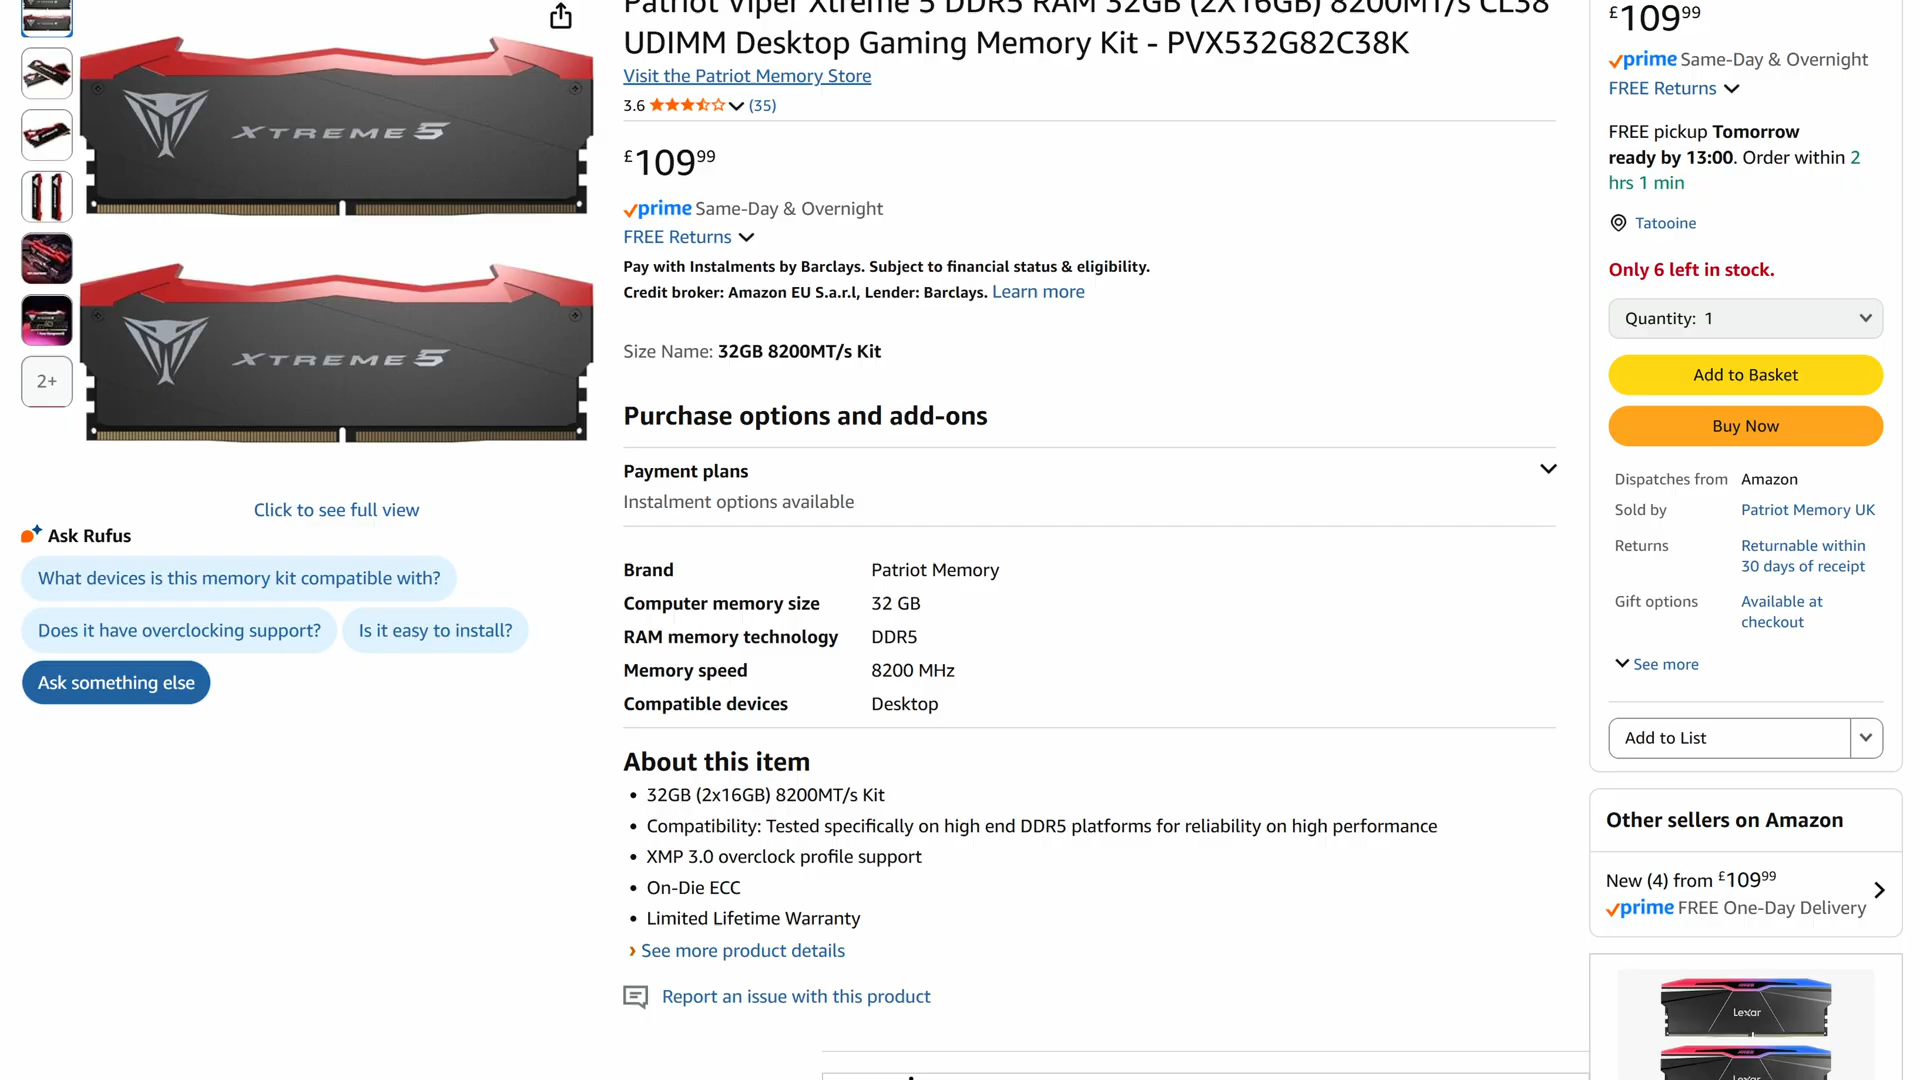 Patriot Viper Xtreme 5 DDR5 RAM 32GB (2X16GB) 8200MT/s CL38
UDIMM Desktop Gaming Memory Kit - PVX532G82C38K
Visit the Patriot Memory Store
3.6 (35)
£109.99
prime Same-Day & Overnight
FREE Returns
Pay with Instalments by Barclays. Subject to financial status & eligibility.
Credit broker: Amazon EU S.a.r.l, Lender: Barclays. Learn more
Size Name: 32GB 8200MT/s Kit
Purchase options and add-ons
Payment plans
Instalment options available
Brand Patriot Memory
Computer memory size 32 GB
RAM memory technology DDR5
Memory speed 8200 MHz
Compatible devices Desktop
About this item
• 32GB (2x16GB) 8200MT/s Kit
• Compatibility: Tested specifically on high end DDR5 platforms for reliability on high performance
• XMP 3.0 overclock profile support
• On-Die ECC
• Limited Lifetime Warranty
› See more product details
Report an issue with this product
XTREME 5
XTREME 5
2+
Click to see full view
Ask Rufus
What devices is this memory kit compatible with?
Does it have overclocking support?
Is it easy to install?
Ask something else
£109.99
prime Same-Day & Overnight
FREE Returns
FREE pickup Tomorrow
ready by 13:00. Order within 2
hrs 1 min
Tatooine
Only 6 left in stock.
Quantity: 1
Add to Basket
Buy Now
Dispatches from Amazon
Sold by Patriot Memory UK
Returns Returnable within
30 days of receipt
Gift options Available at
checkout
See more
Add to List
Other sellers on Amazon
New (4) from £109.99
prime FREE One-Day Delivery
Lexar
Lexar